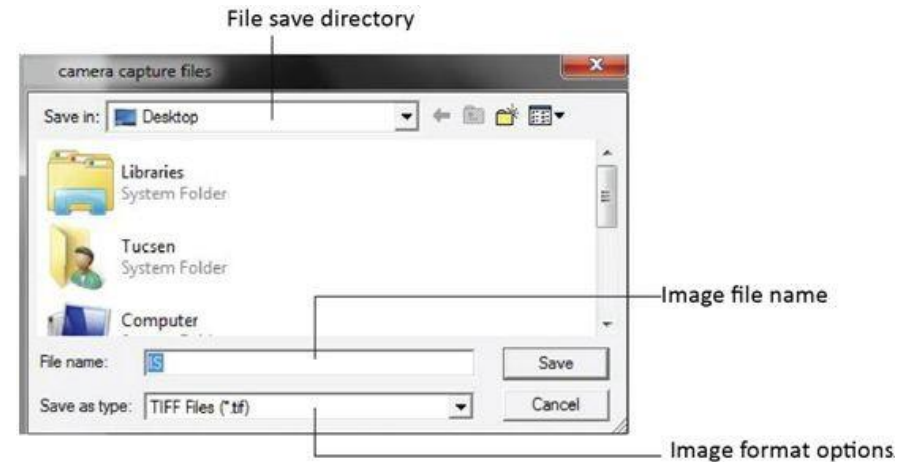 File save directory
camera capture files
Save in: Desktop
Libraries
System Folder
Tucsen
System Folder
Computer
Image file name
File name: IS
Save
Save as type: TIFF Files (*.tif)
Cancel
Image format options